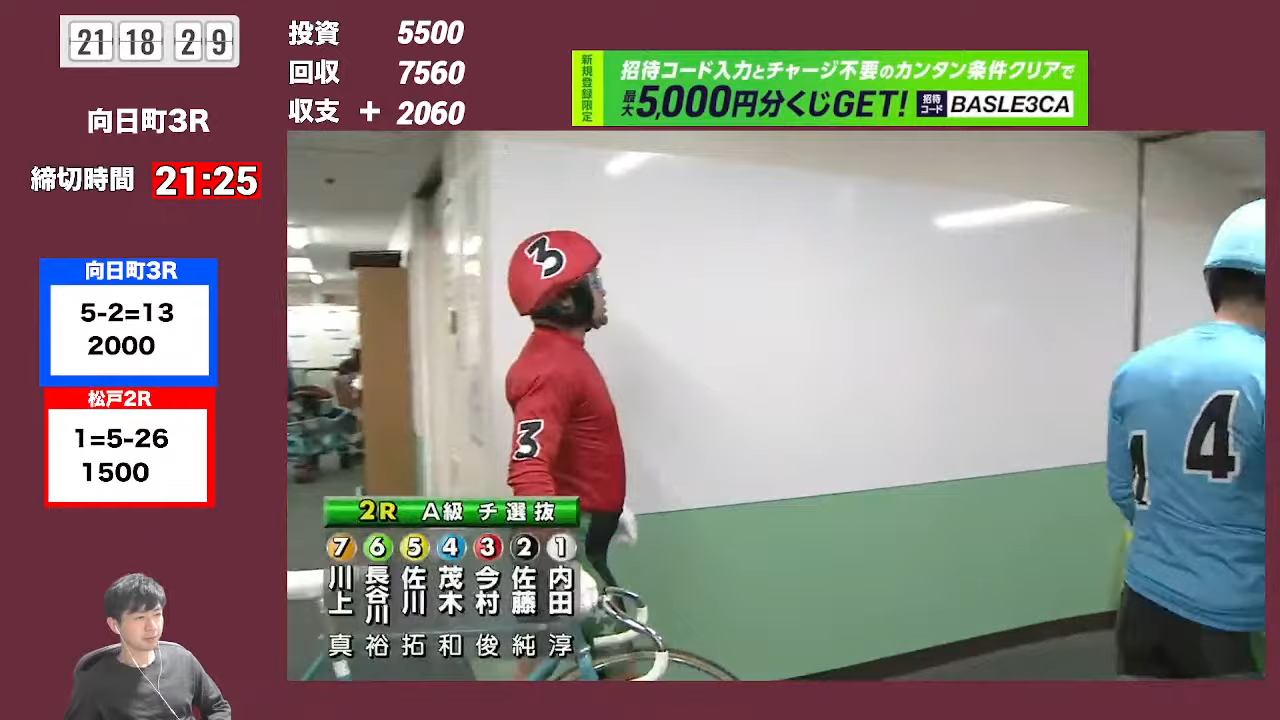 21 18 29
向日町3R
締切時間 21:25
投資 5500
回収 7560
収支 + 2060
新規登録限定
招待コード入力とチャージ不要のカンタン条件クリアで
最大5,000円分くじGET! 招待コード BASLE3CA
向日町3R
5-2=13
2000
松戸2R
1=5-26
1500
3
3
4
4
2R A級 チ選抜
7 6 5 4 3 2 1
川上 長谷川 佐川 茂木 今村 佐藤 内田
真 裕 拓 和 俊 純 淳